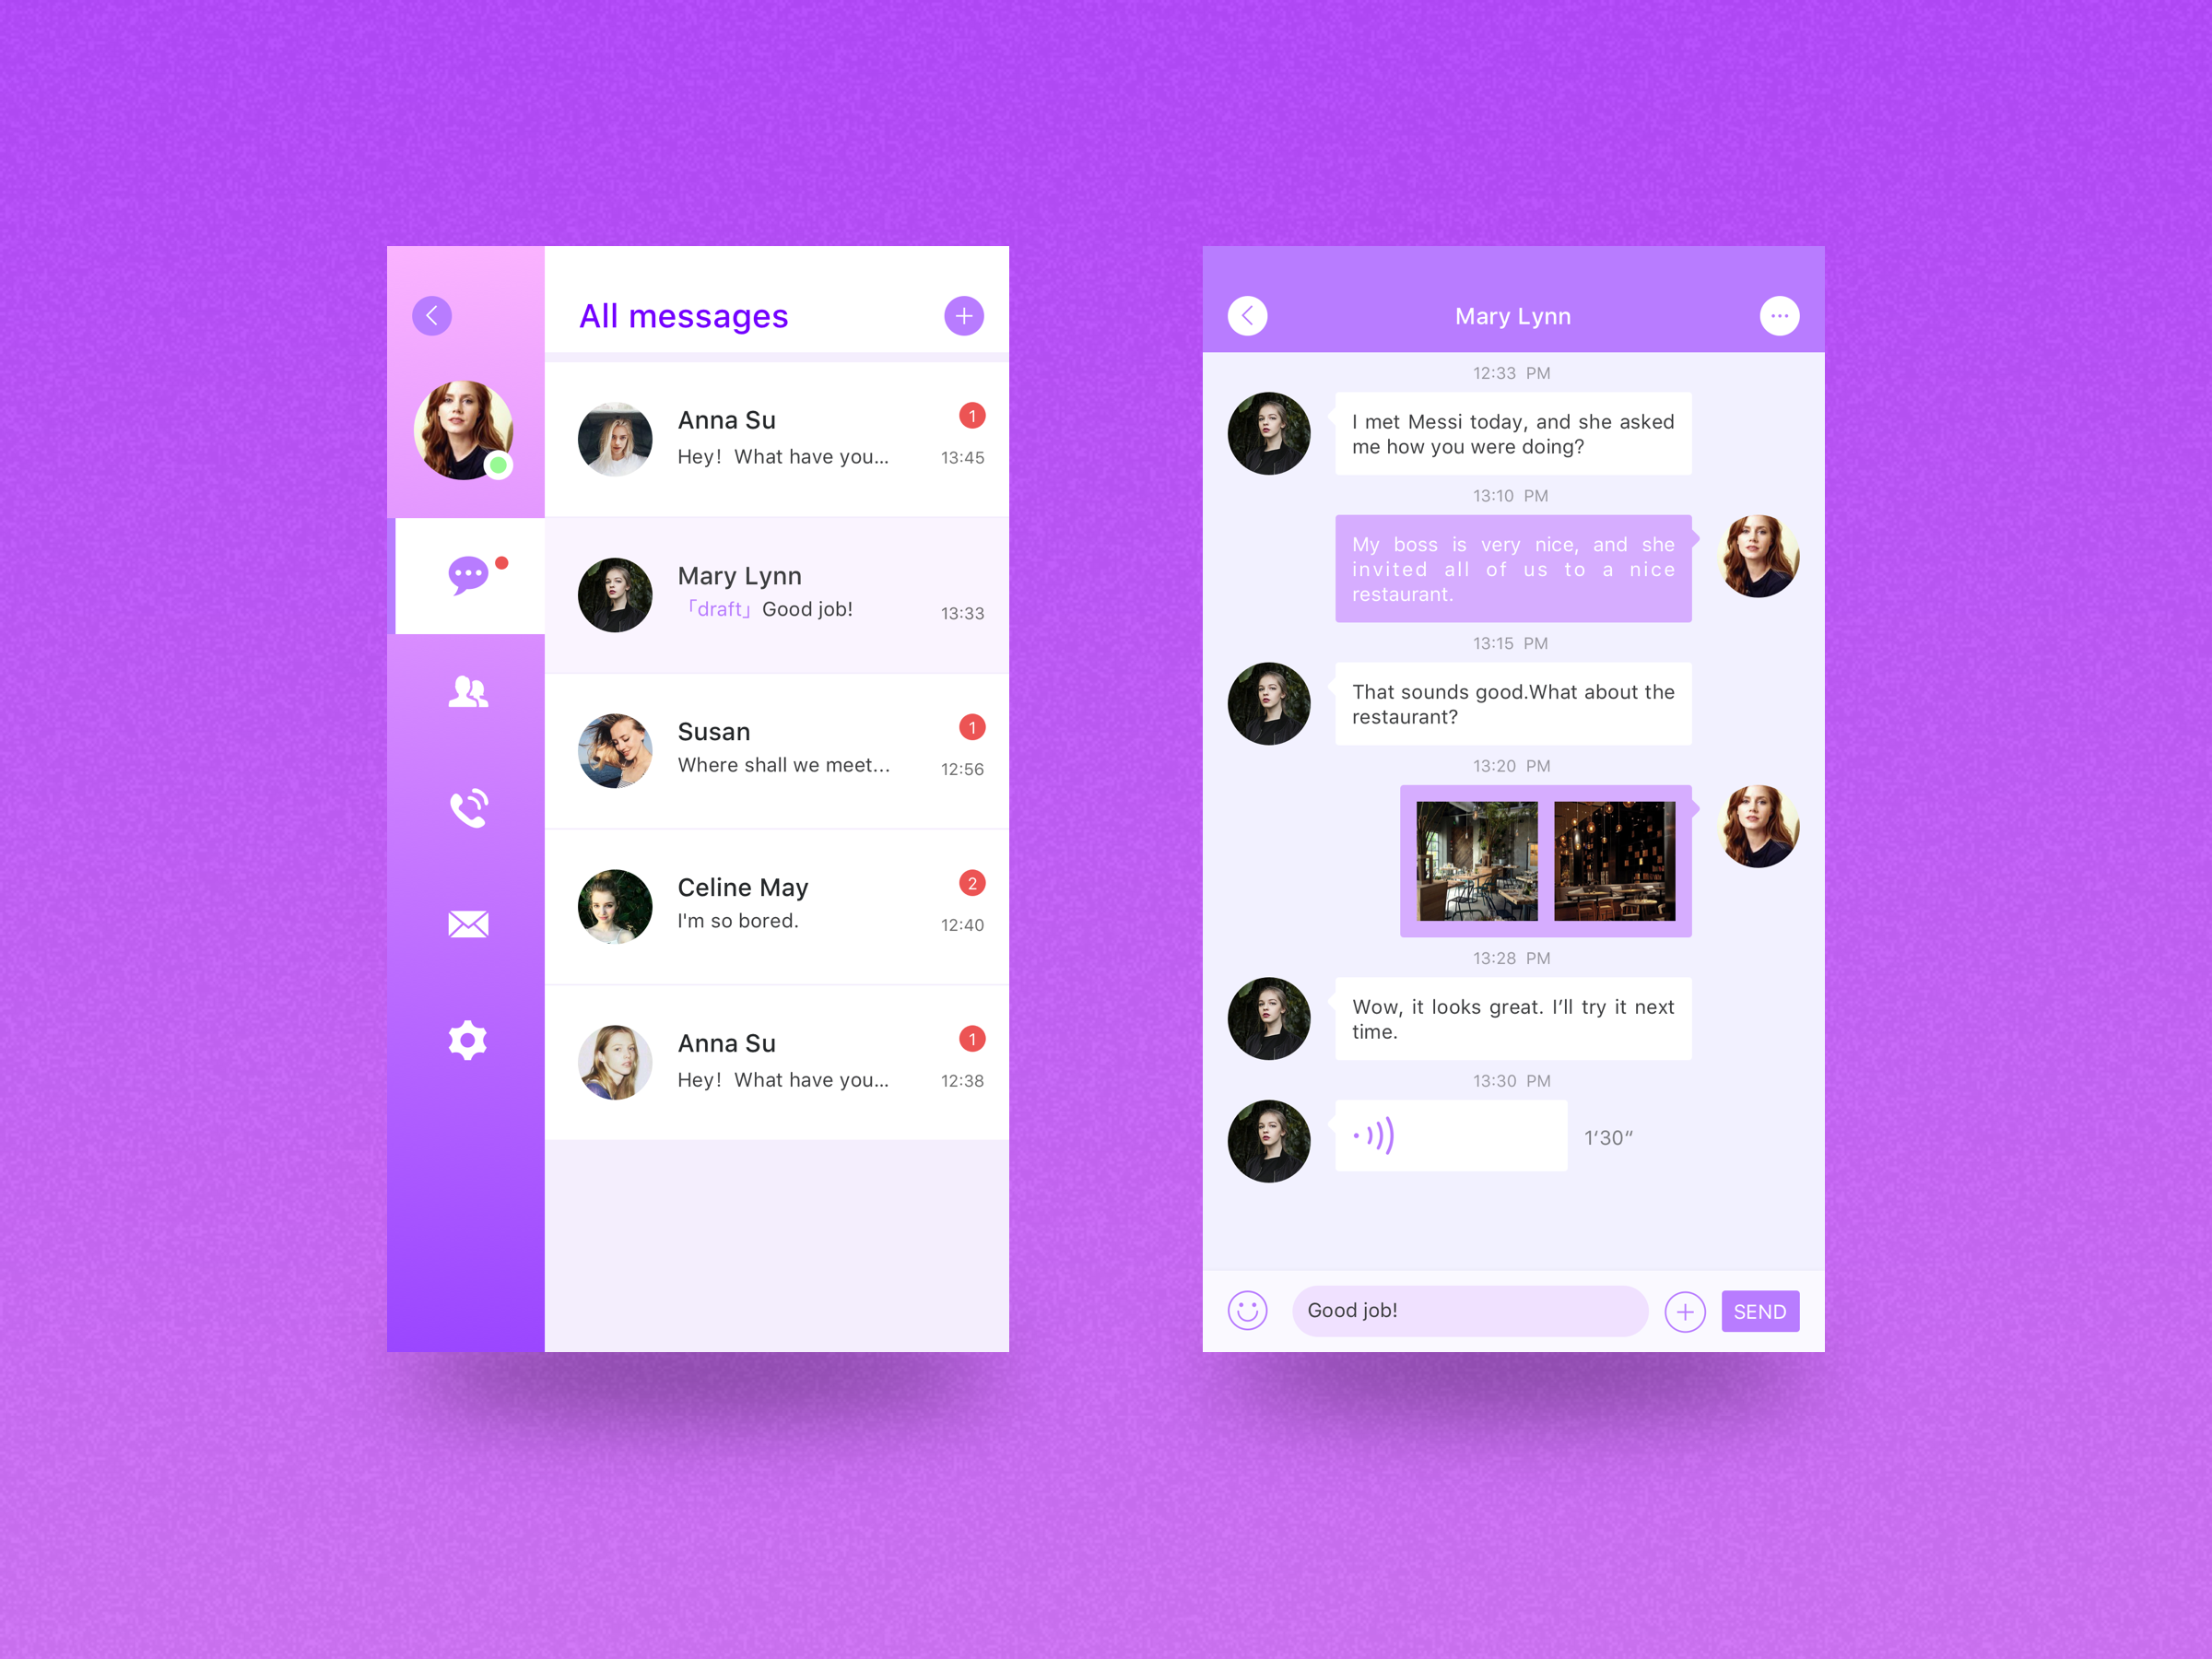 All messages
Anna Su
1
Hey!  What have you...
13:45
Mary Lynn
「draft」Good job!
13:33
Susan
1
Where shall we meet...
12:56
Celine May
2
I'm so bored.
12:40
Anna Su
1
Hey!  What have you...
12:38
Mary Lynn
12:33 PM
I met Messi today, and she asked
me how you were doing?
13:10 PM
My boss is very nice, and she
invited all of us to a nice
restaurant.
13:15 PM
That sounds good.What about the
restaurant?
13:20 PM
13:28 PM
Wow, it looks great. I’ll try it next
time.
13:30 PM
1‘30“
Good job!
SEND